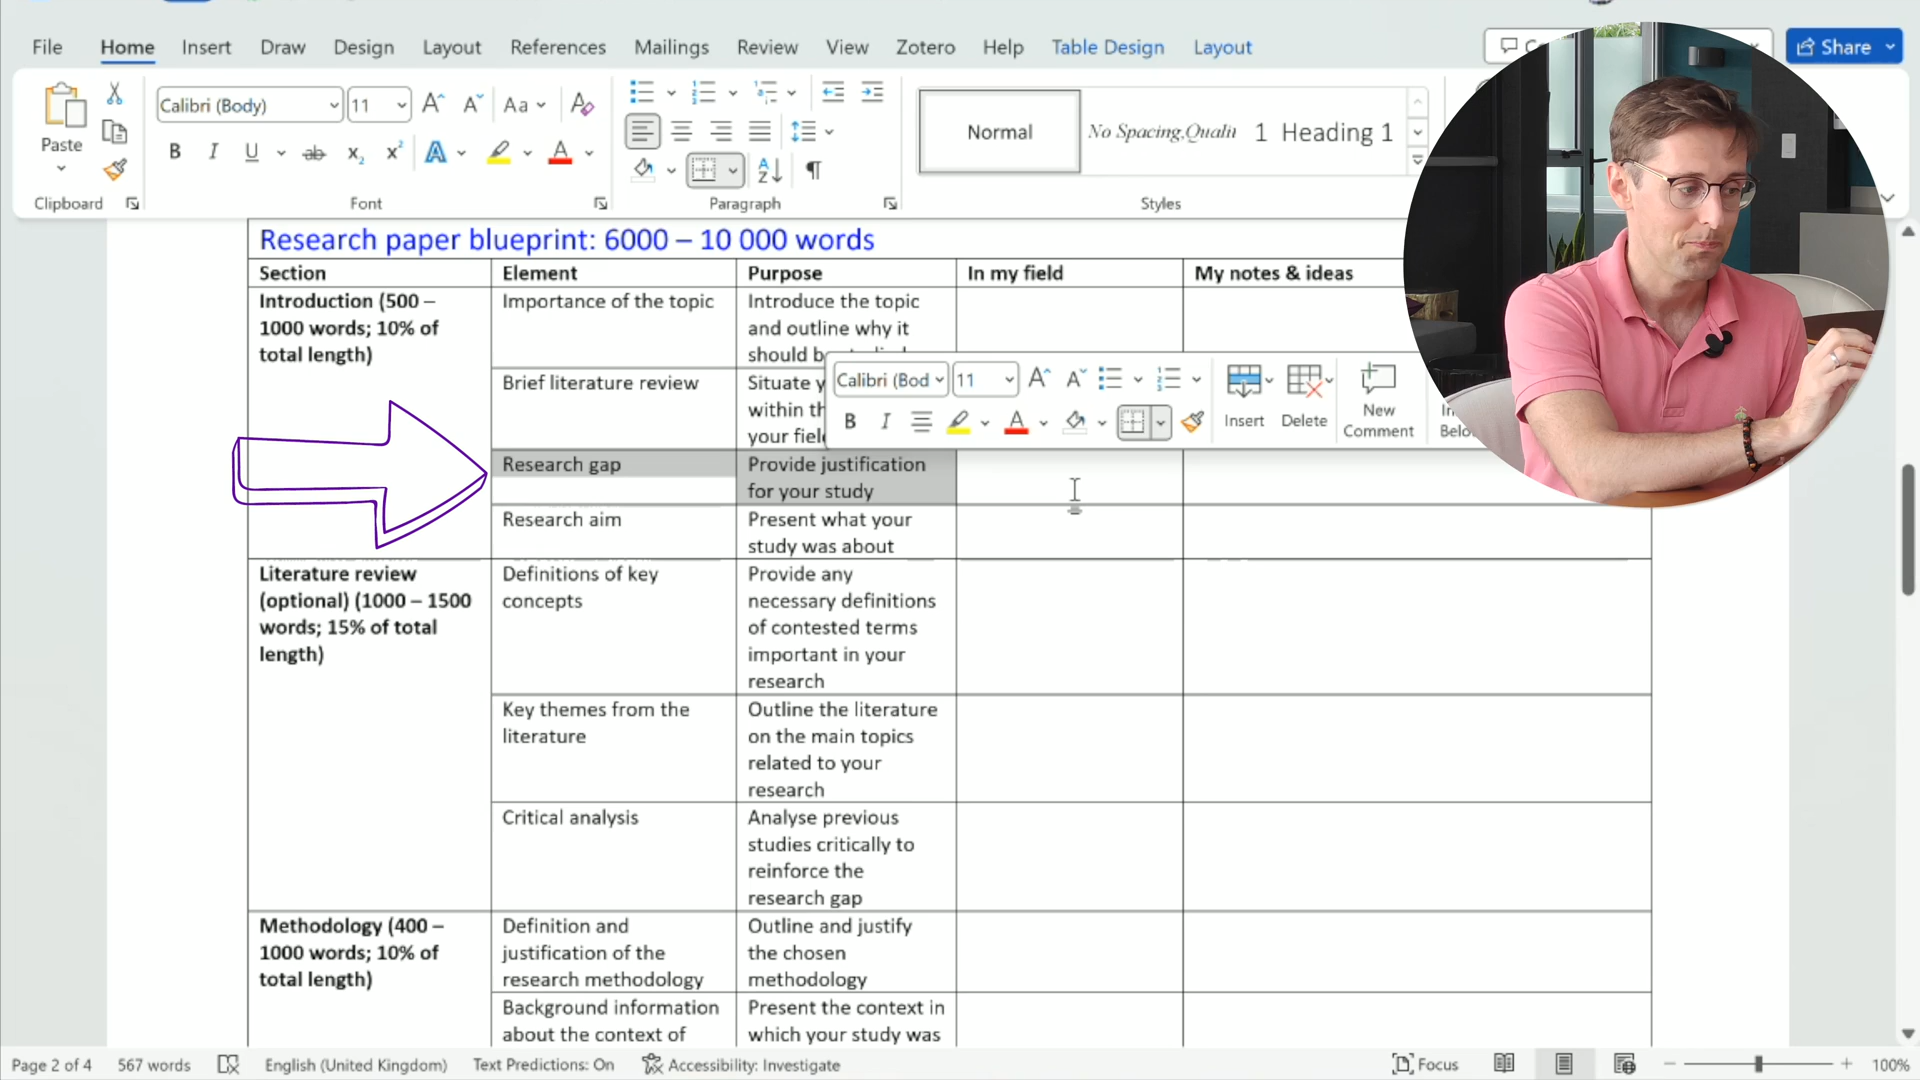 File Home Insert Draw Design Layout References Mailings Review View Zotero Help Table Design Layout
Share
Paste
Calibri (Body) 11 Aa
B I U ab x2 x2 A A
A Z
Normal
No Spacing,Qualit
1 Heading 1
Clipboard Font Paragraph Styles
Research paper blueprint: 6000 – 10 000 words
Section Element Purpose In my field My notes & ideas
Introduction (500 –
1000 words; 10% of
total length)
Importance of the topic
Introduce the topic
and outline why it
should
Brief literature review
Situate
within
your
Calibri (Bod 11
B I
Insert Delete
New
Comment
Research gap
Provide justification
for your study
Research aim
Present what your
study was about
Literature review
(optional) (1000 – 1500
words; 15% of total
length)
Definitions of key
concepts
Provide any
necessary definitions
of contested terms
important in your
research
Key themes from the
literature
Outline the literature
on the main topics
related to your
research
Critical analysis
Analyse previous
studies critically to
reinforce the
research gap
Methodology (400 –
1000 words; 10% of
total length)
Definition and
justification of the
research methodology
Outline and justify
the chosen
methodology
Background information
about the context of
Present the context in
which your study was
Page 2 of 4 567 words English (United Kingdom) Text Predictions: On Accessibility: Investigate Focus 100%